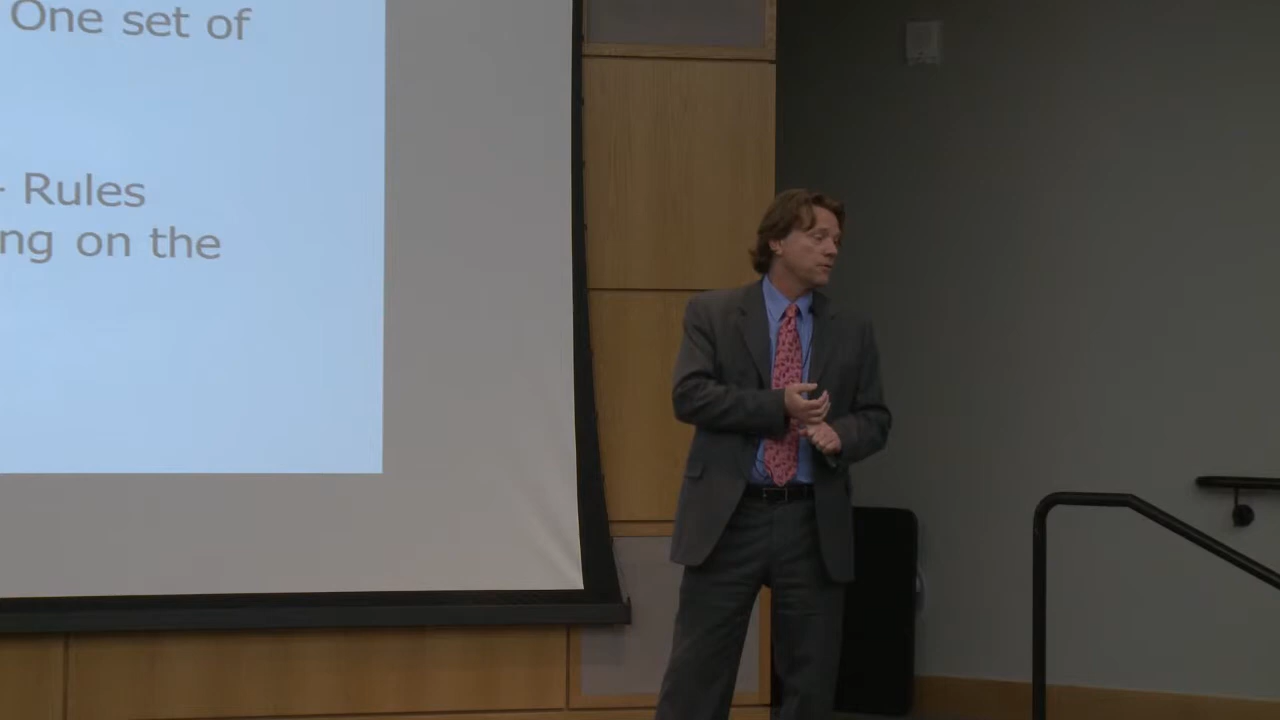 One set of
- Rules
ng on the